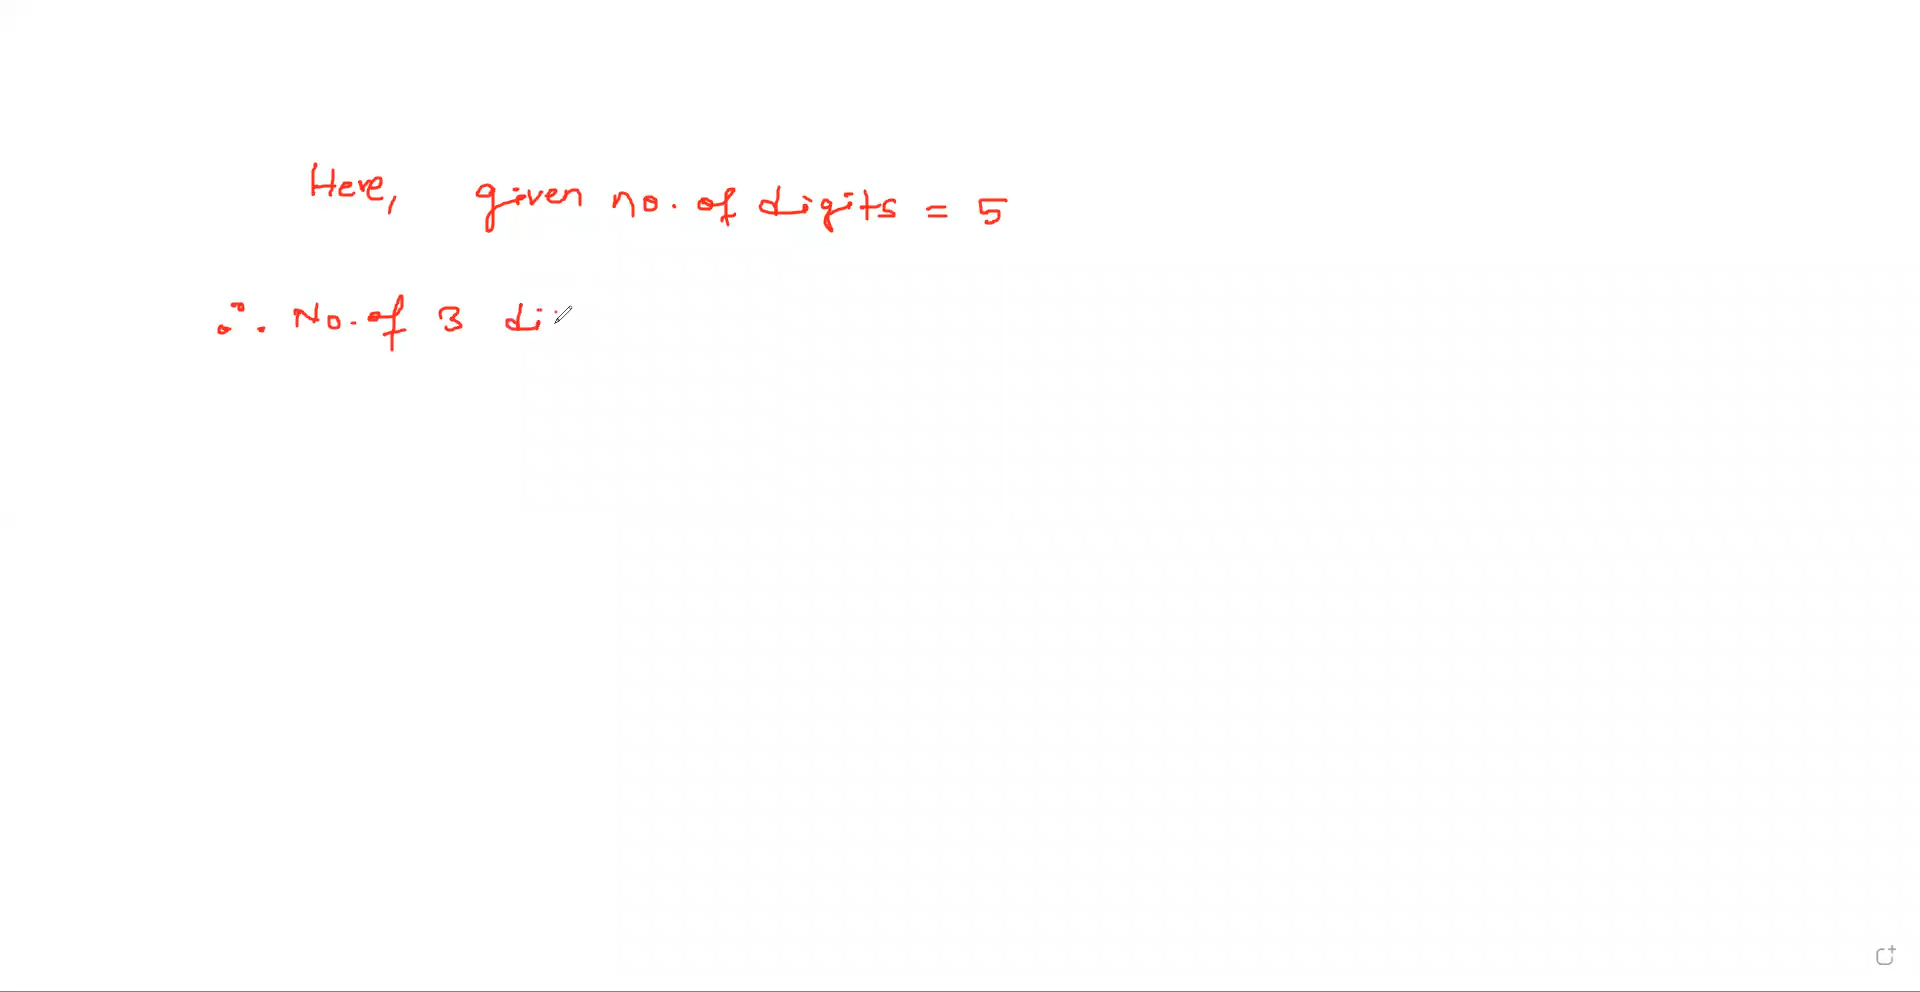 Here, given no. of digits = 5
∴ No. of 3 di